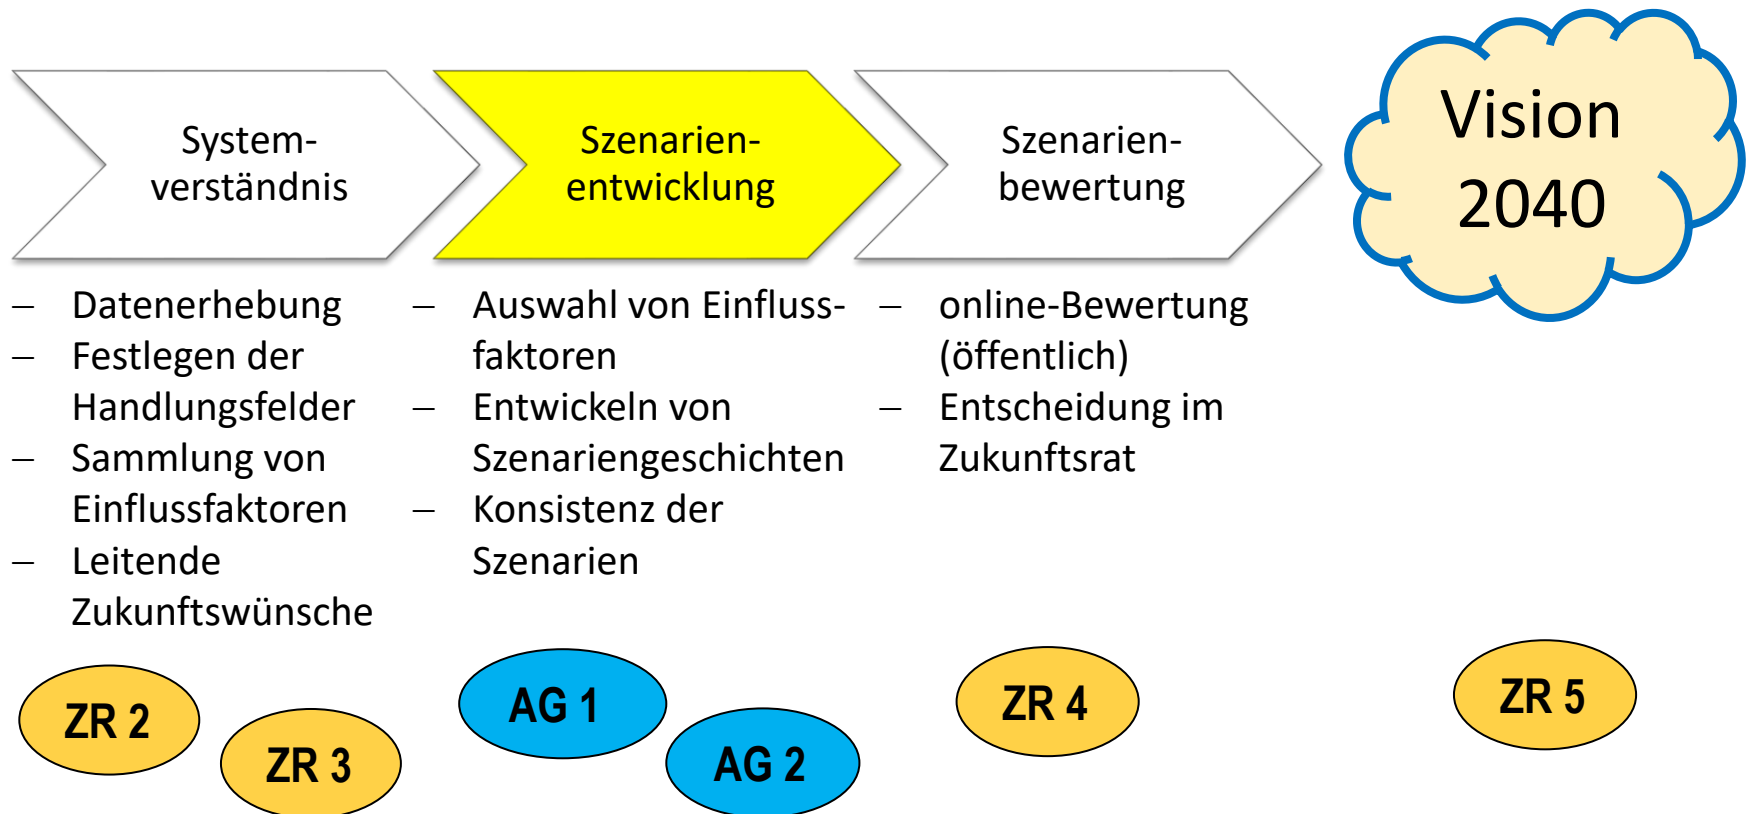 System-
verständnis
Szenarien-
entwicklung
Szenarien-
bewertung
Vision
2040
– Datenerhebung
– Festlegen der
Handlungsfelder
– Sammlung von
Einflussfaktoren
– Leitende
Zukunftswünsche
– Auswahl von Einfluss-
faktoren
– Entwickeln von
Szenariengeschichten
– Konsistenz der
Szenarien
– online-Bewertung
(öffentlich)
– Entscheidung im
Zukunftsrat
ZR 2
ZR 3
AG 1
AG 2
ZR 4
ZR 5